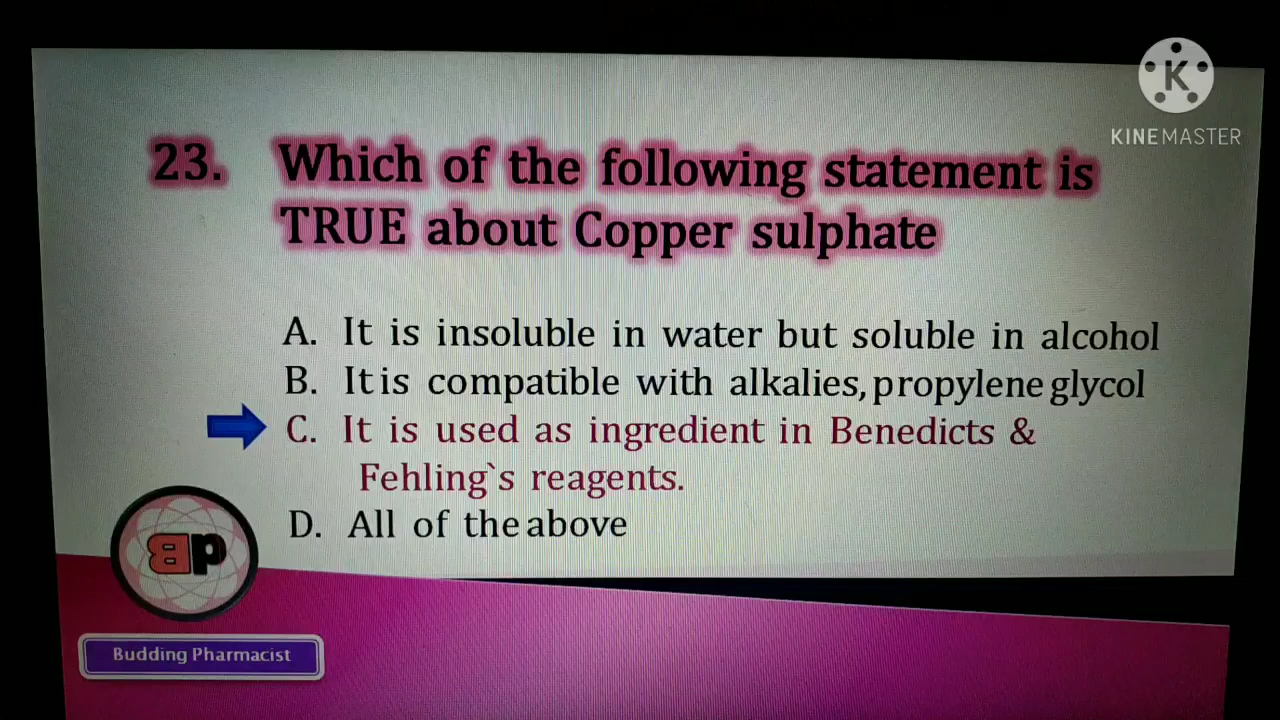 K
KINEMASTER
23. Which of the following statement is
TRUE about Copper sulphate
A. It is insoluble in water but soluble in alcohol
B. It is compatible with alkalies, propylene glycol
C. It is used as ingredient in Benedicts &
Fehling`s reagents.
D. All of the above
BP
Budding Pharmacist